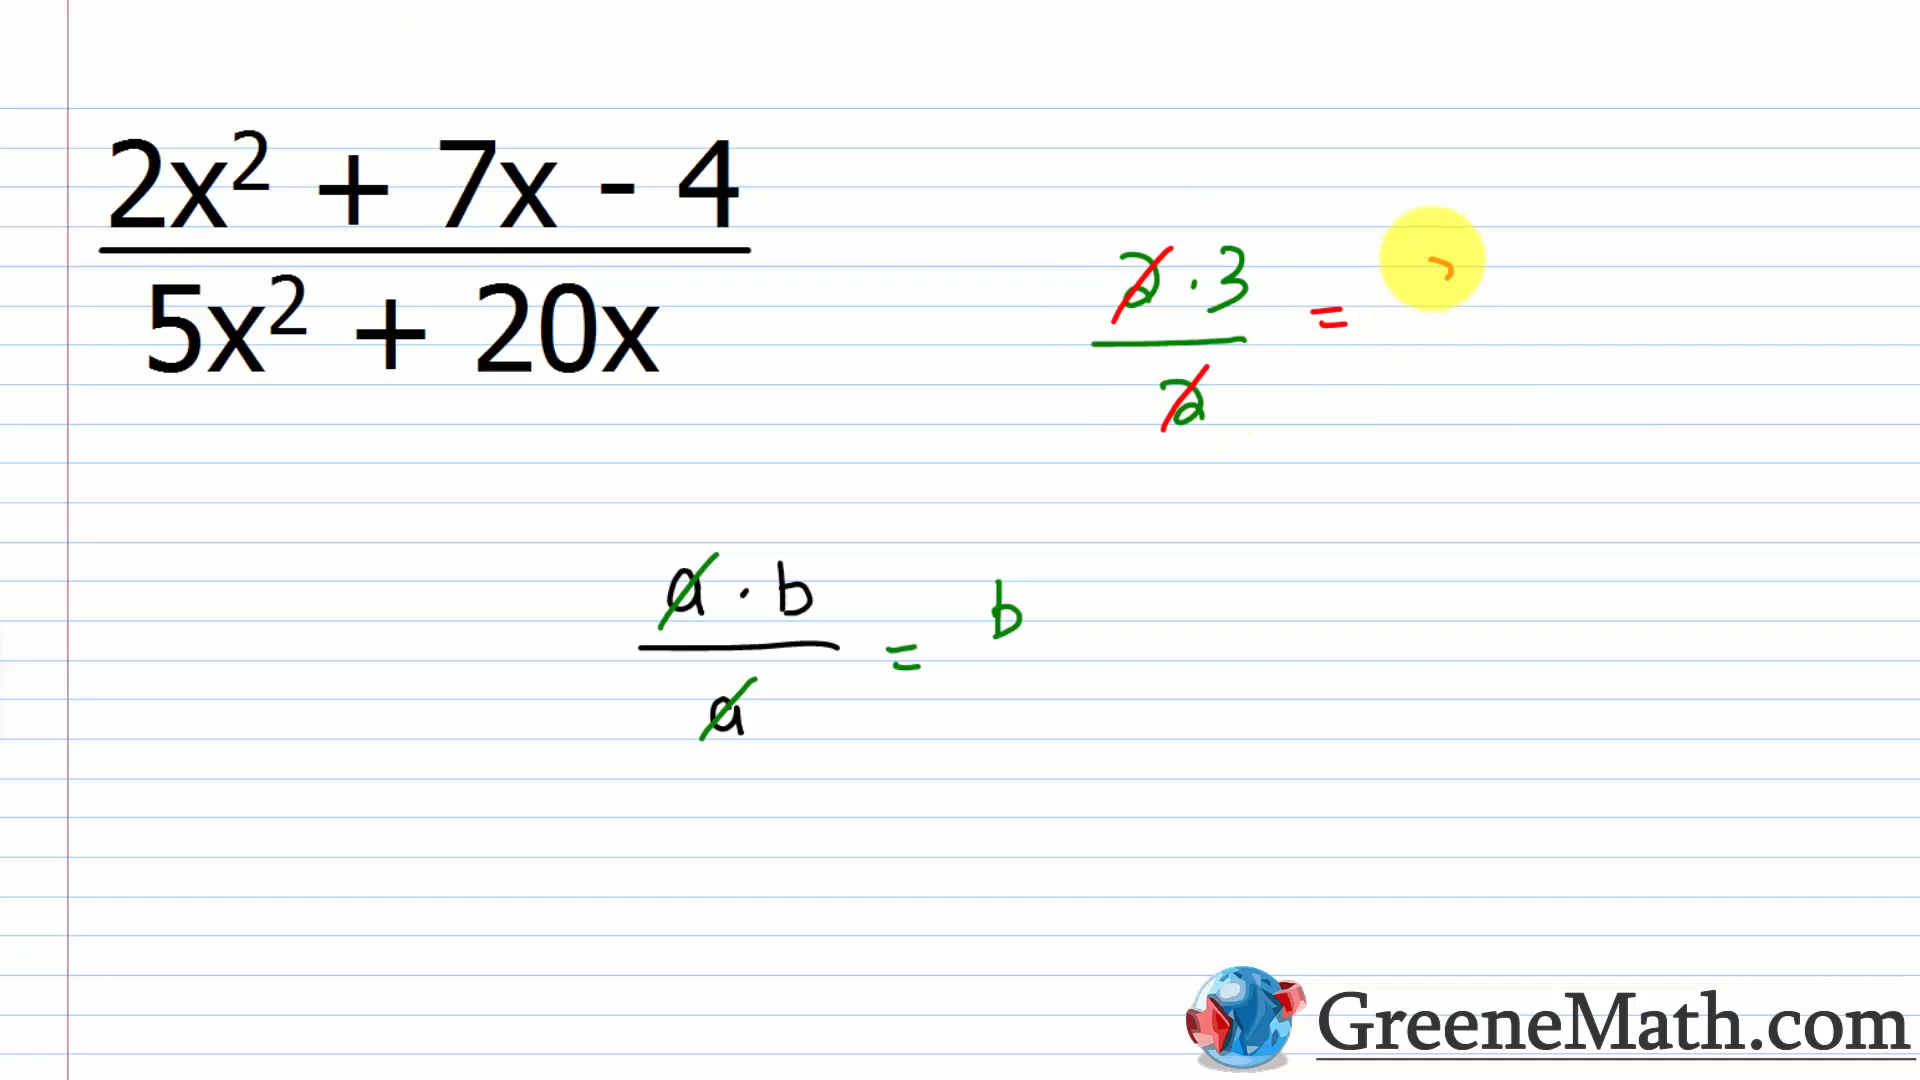 2x² + 7x - 4
5x² + 20x
2 · 3
=
2
a · b
= b
a
GreeneMath.com